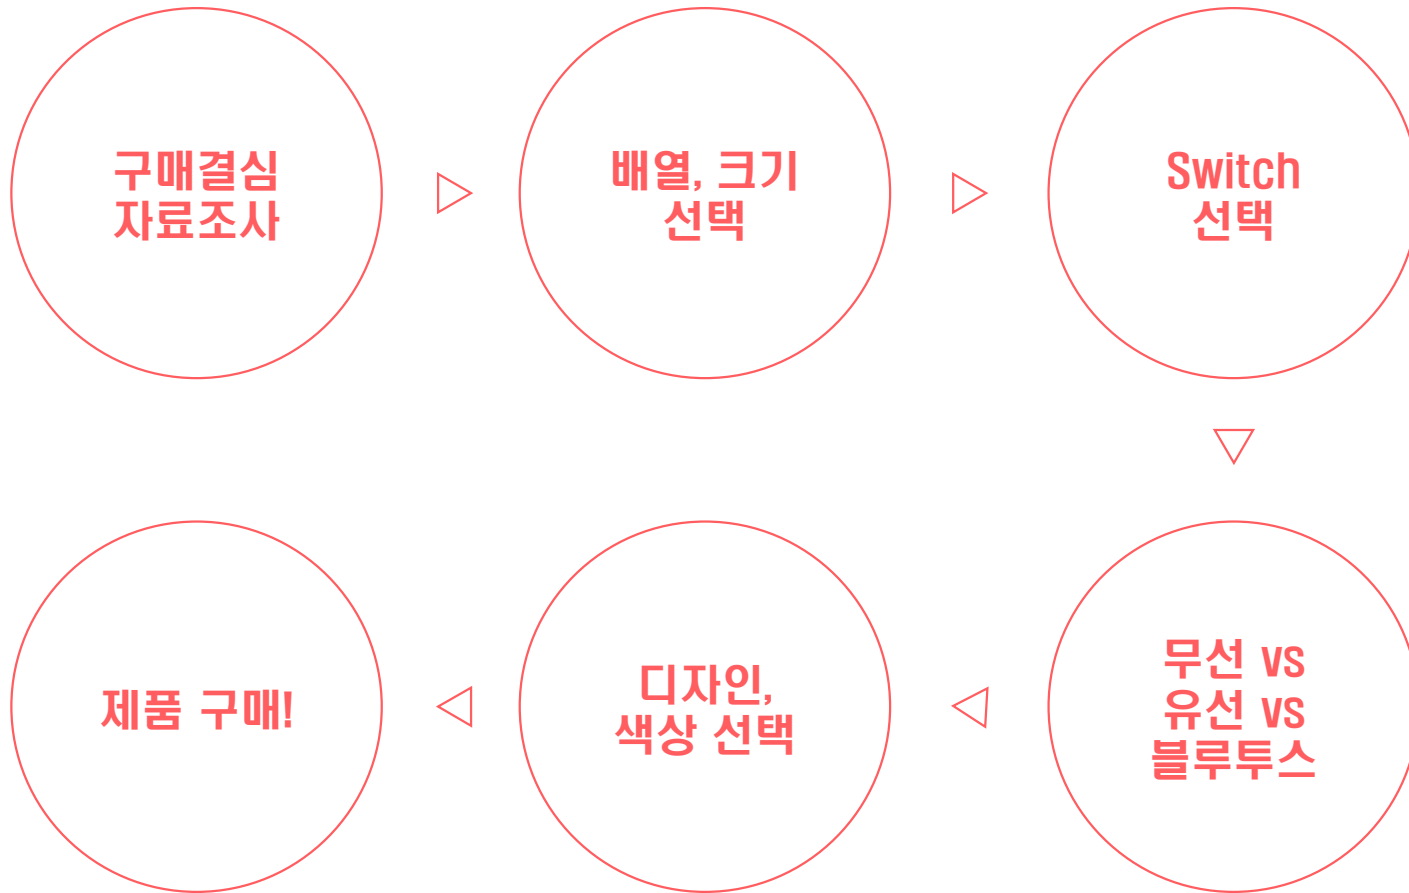 구매결심
자료조사
배열, 크기
선택
Switch
선택
무선 vs
유선 vs
블루투스
디자인,
색상 선택
제품 구매!